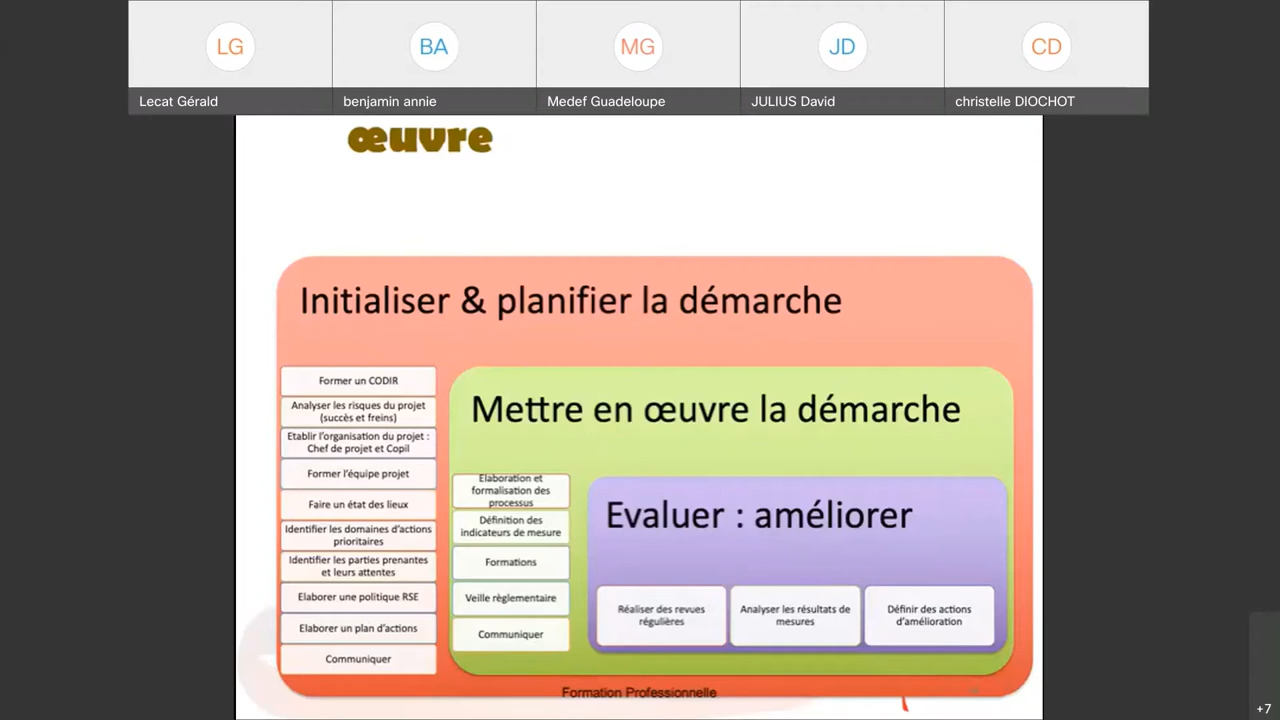 LG
BA
MG
JD
CD
Lecat Gérald
benjamin annie
Medef Guadeloupe
JULIUS David
christelle DIOCHOT
œuvre
Initialiser & planifier la démarche
Former un CODIR
Analyser les risques du projet
(succès et freins)
Etablir l'organisation du projet :
Chef de projet et Copil
Former l'équipe projet
Faire un état des lieux
Identifier les domaines d'actions
prioritaires
Identifier les parties prenantes
et leurs attentes
Elaborer une politique RSE
Elaborer un plan d'actions
Communiquer
Mettre en œuvre la démarche
Elaboration et
formalisation des
processus
Définition des
indicateurs de mesure
Formations
Veille règlementaire
Communiquer
Evaluer : améliorer
Réaliser des revues
régulières
Analyser les résultats de
mesures
Définir des actions
d'amélioration
Formation Professionnelle
+7